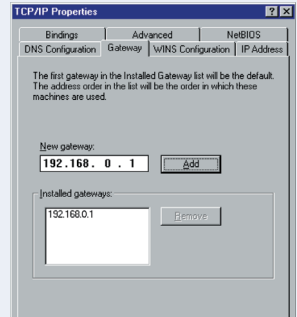 TCP/IP Properties
Bindings Advanced NetBIOS
DNS Configuration Gateway WINS Configuration IP Address
The first gateway in the Installed Gateway list will be the default.
The address order in the list will be the order in which these
machines are used.
New gateway:
192.168. 0 . 1 Add
Installed gateways:
192.168.0.1 Remove